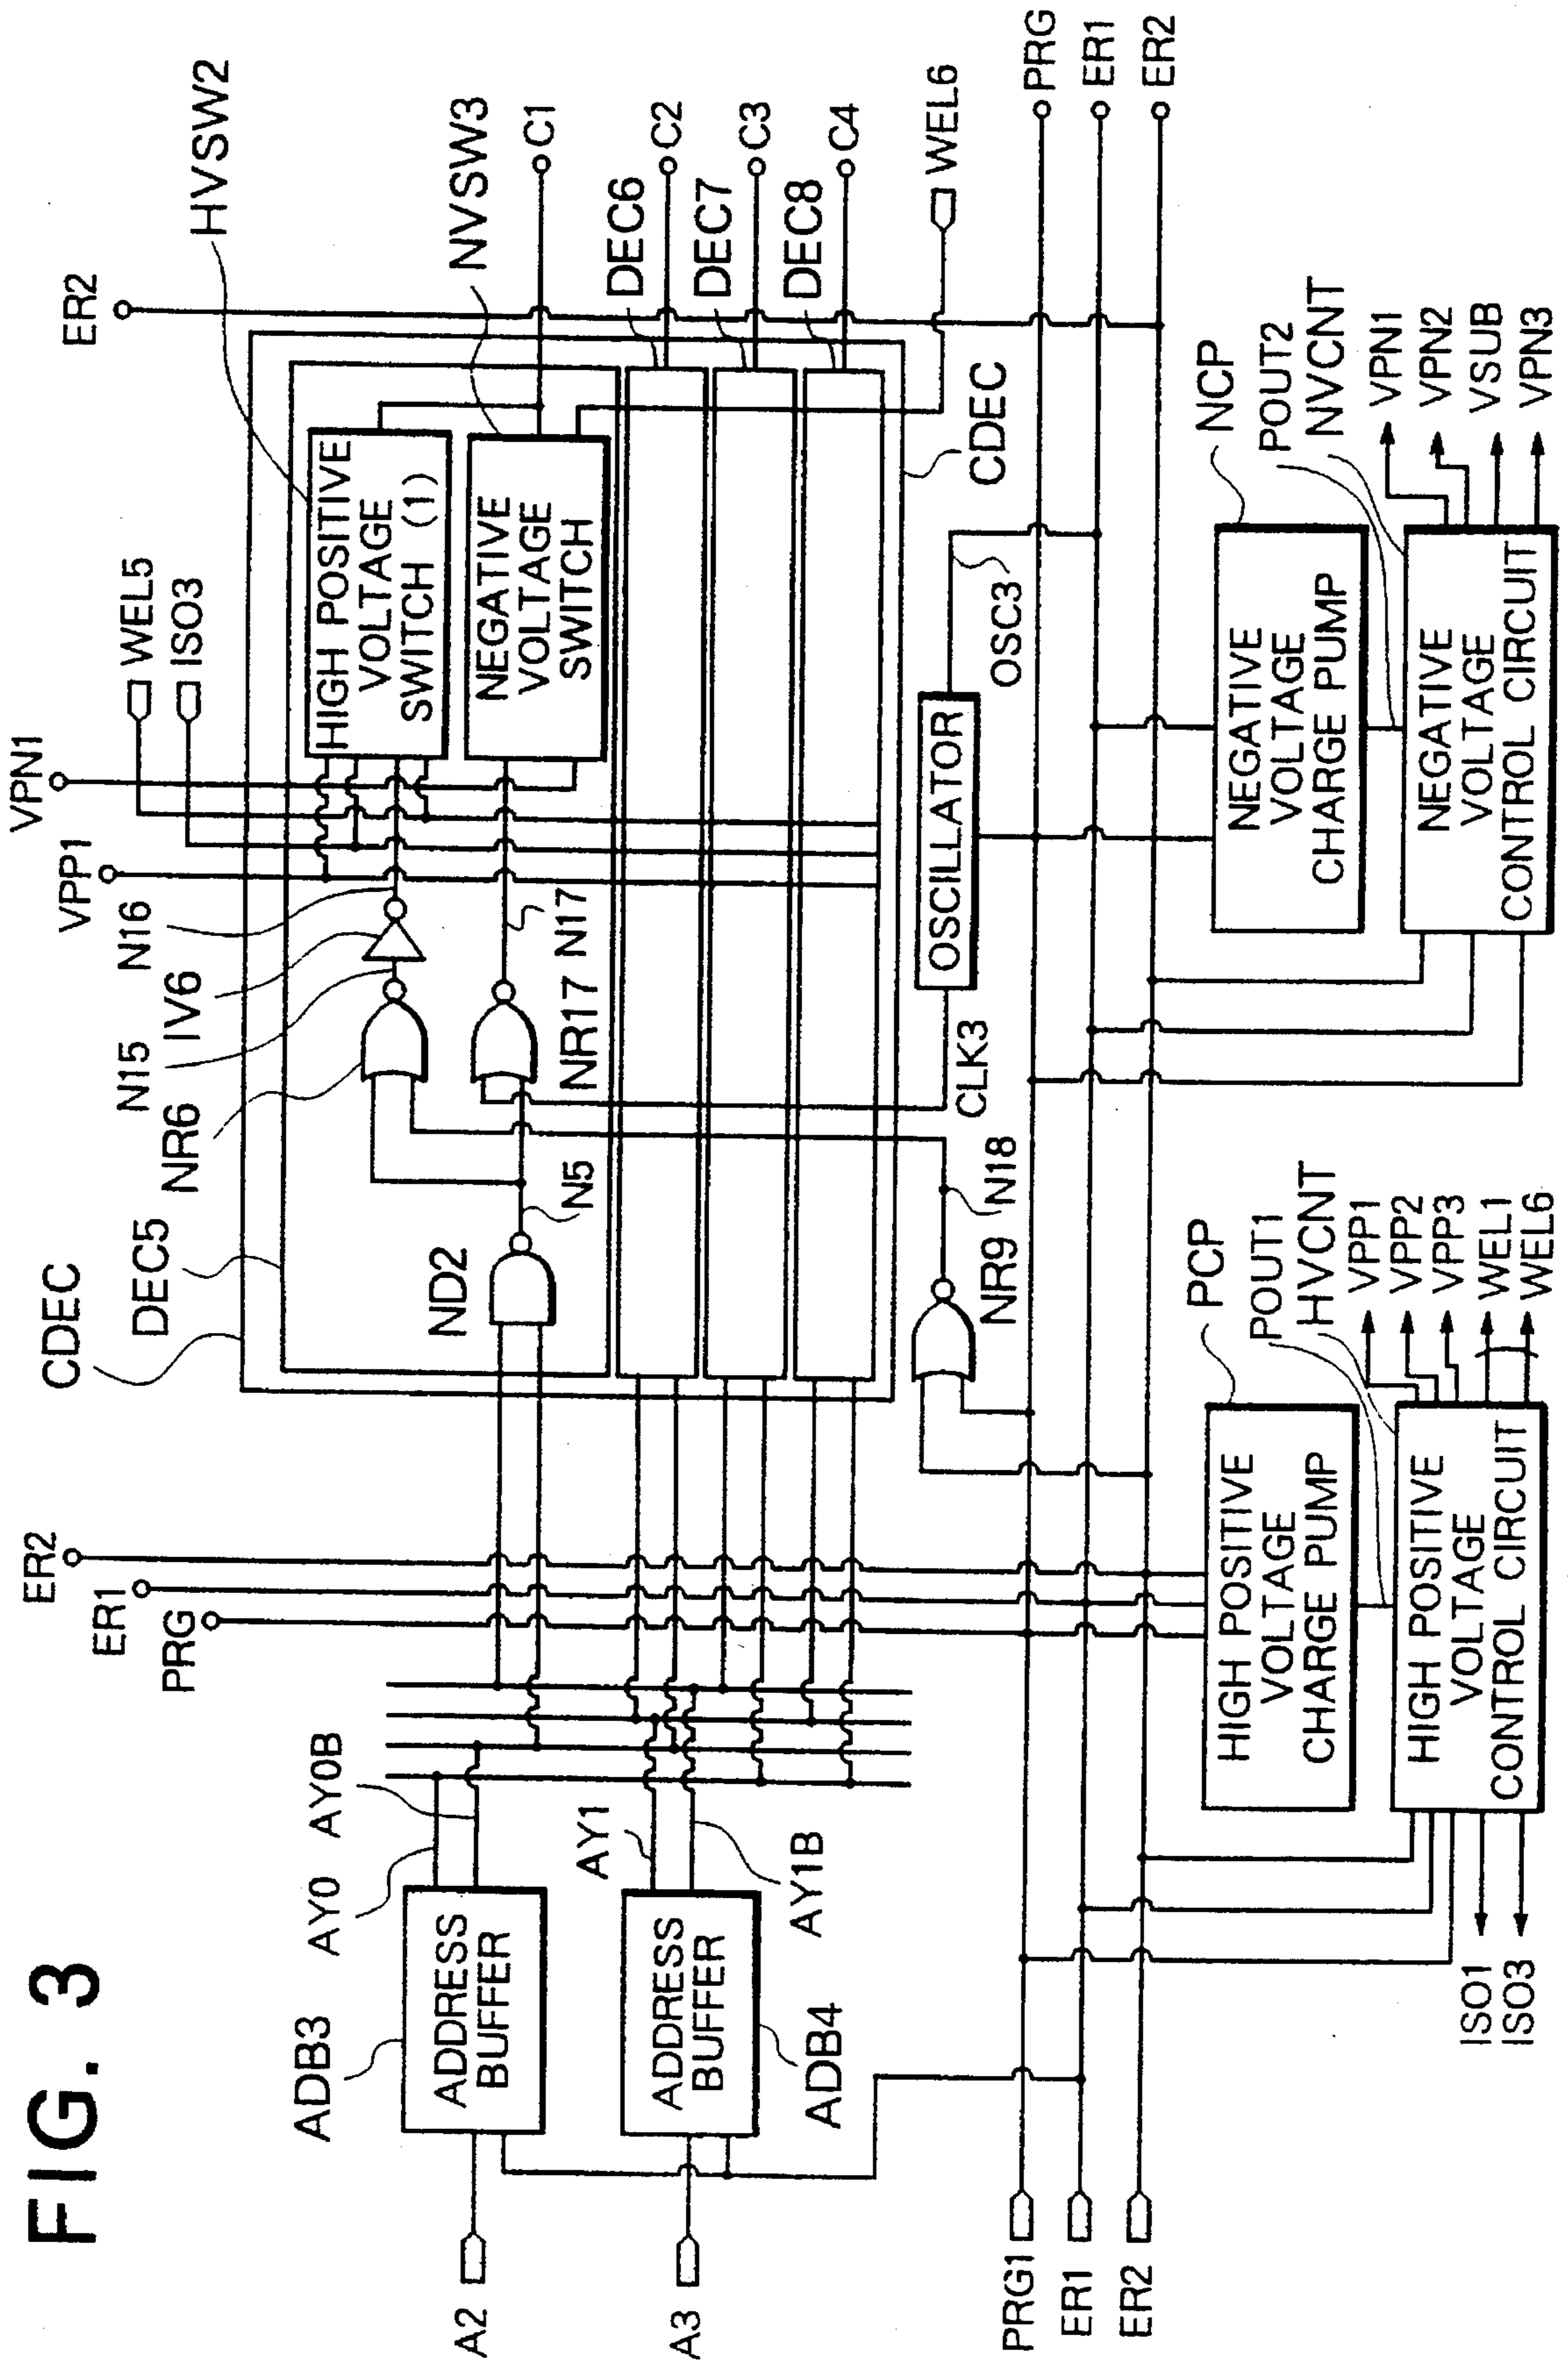 FIG. 3
ER2
HVSW2
NVSW3
C1
DEC6
C2
DEC7
C3
DEC8
C4
WEL6
CDEC
VPN1
WEL5
ISO3
VPP1
HIGH POSITIVE
VOLTAGE
SWITCH (1)
NEGATIVE
VOLTAGE
SWITCH
N16
IV6
N15
NR6
N17
NR17
DEC5
CDEC
ND2
N5
ER2
ER1
PRG
AY0B
AY0
ADB3
ADDRESS
BUFFER
A2
AY1
AY1B
ADDRESS
BUFFER
ADB4
A3
OSCILLATOR
OSC3
CLK3
N18
NR9
PRG
ER1
ER2
PRG1
ER1
ER2
PCP
HIGH POSITIVE
VOLTAGE
CHARGE PUMP
POUT1
HVCNT
HIGH POSITIVE
VOLTAGE
CONTROL CIRCUIT
VPP1
VPP2
VPP3
WEL1
WEL6
ISO1
ISO3
NCP
NEGATIVE
VOLTAGE
CHARGE PUMP
POUT2
NVCNT
NEGATIVE
VOLTAGE
CONTROL CIRCUIT
VPN1
VPN2
VSUB
VPN3